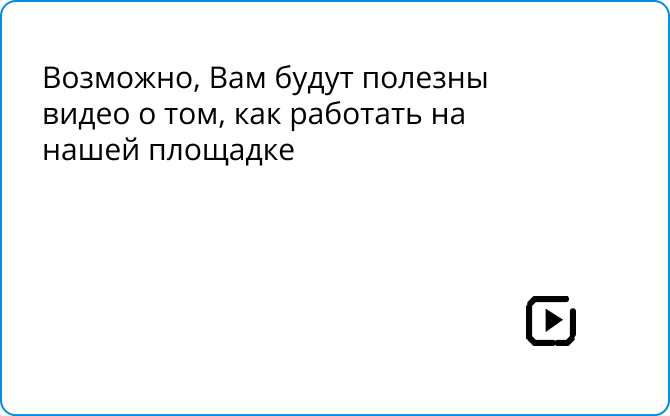 Возможно, Вам будут полезны
видео о том, как работать на
нашей площадке